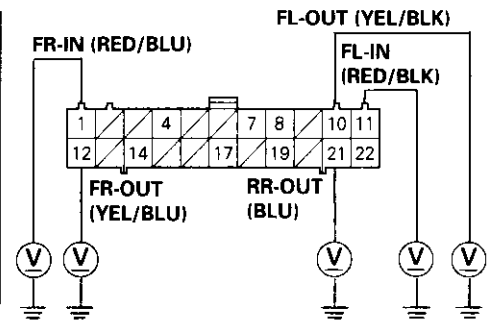 FL-OUT (YEL/BLK)
FR-IN (RED/BLU)
FL-IN
(RED/BLK)
1 4 7 8 10 11
12 14 17 19 21 22
FR-OUT
(YEL/BLU)
RR-OUT
(BLU)
V V V V V